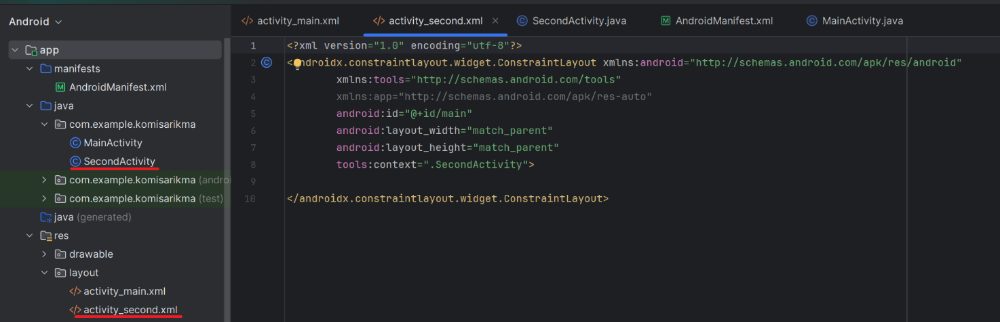 Android
app
manifests
AndroidManifest.xml
java
com.example.komisarikma
MainActivity
SecondActivity
com.example.komisarikma (andro
com.example.komisarikma (test)
java (generated)
res
drawable
layout
activity_main.xml
activity_second.xml
activity_main.xml activity_second.xml SecondActivity.java AndroidManifest.xml MainActivity.java
1 <?xml version="1.0" encoding="utf-8"?>
2 <androidx.constraintlayout.widget.ConstraintLayout xmlns:android="http://schemas.android.com/apk/res/android"
3 xmlns:tools="http://schemas.android.com/tools"
4 xmlns:app="http://schemas.android.com/apk/res-auto"
5 android:id="@+id/main"
6 android:layout_width="match_parent"
7 android:layout_height="match_parent"
8 tools:context=".SecondActivity">
9
10 </androidx.constraintlayout.widget.ConstraintLayout>